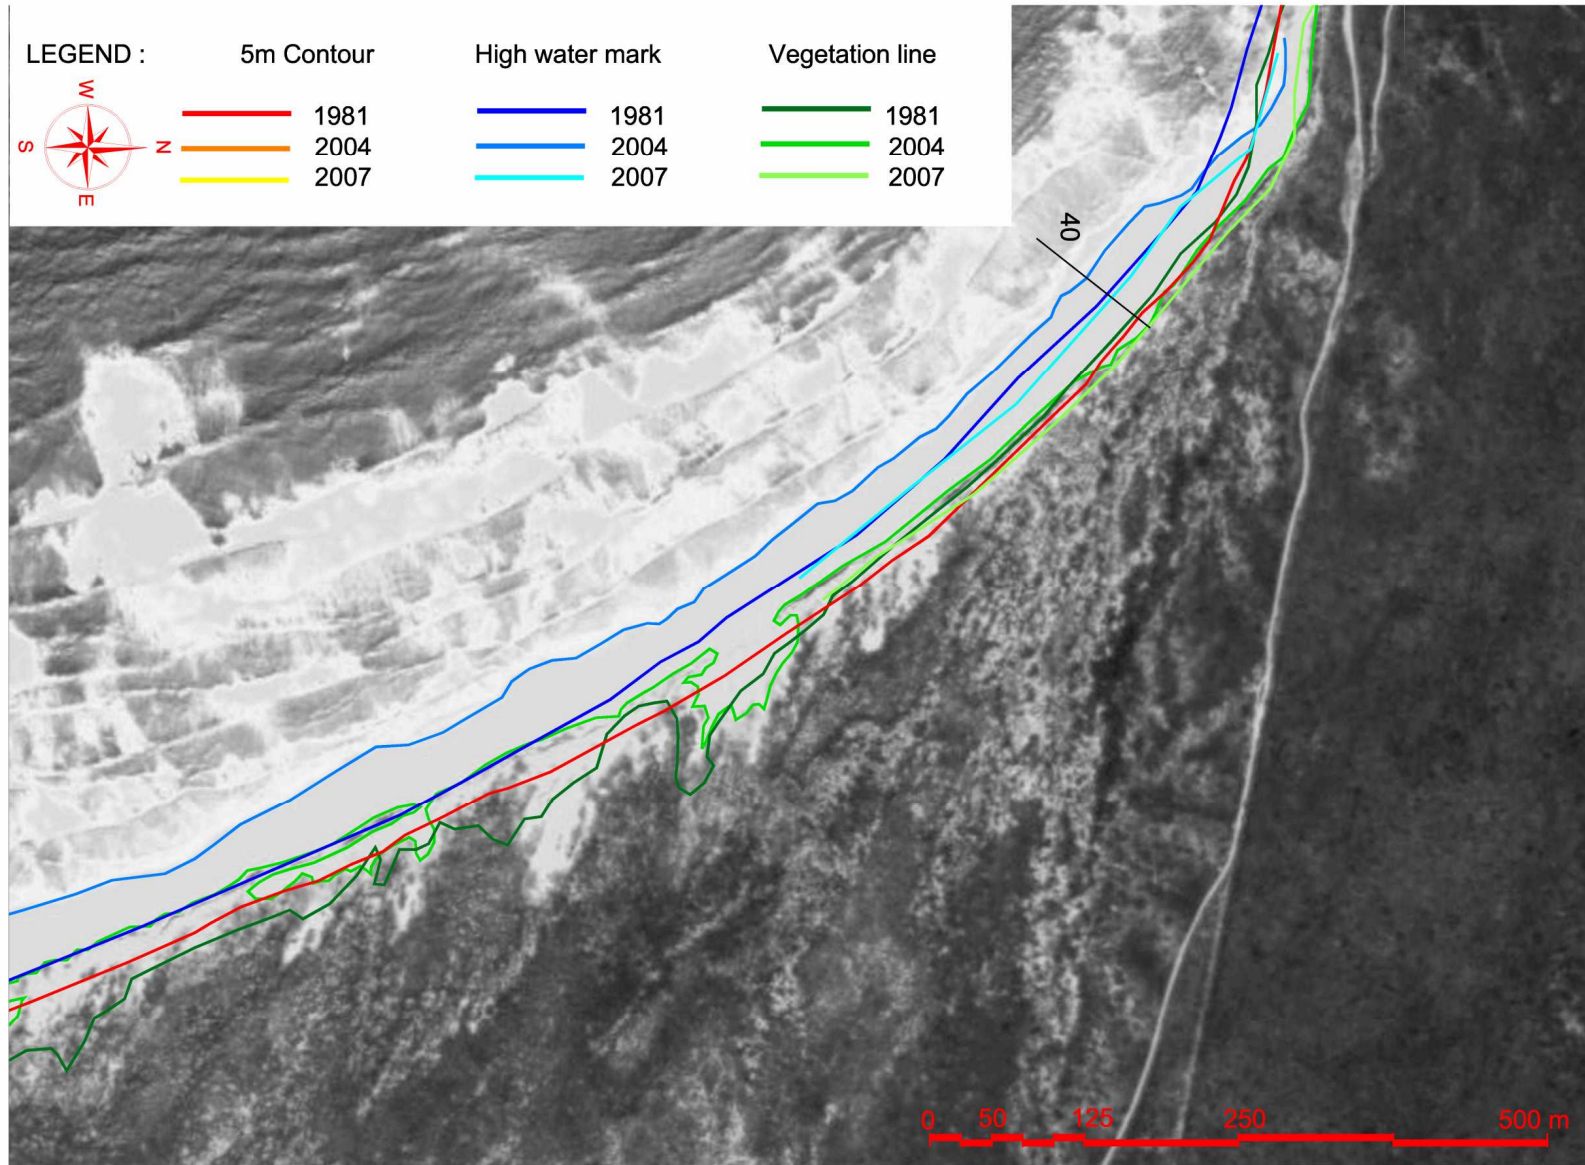 LEGEND : 5m Contour High water mark Vegetation line
W
S N
E
1981 1981 1981
2004 2004 2004
2007 2007 2007
40
0 50 125 250 500 m